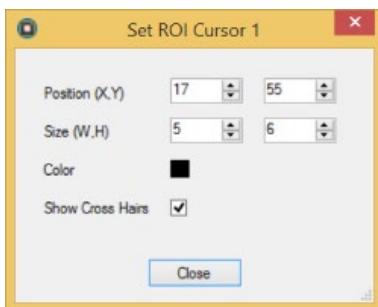 Set ROI Cursor 1
Position (X,Y) 17 55
Size (W,H) 5 6
Color
Show Cross Hairs
Close